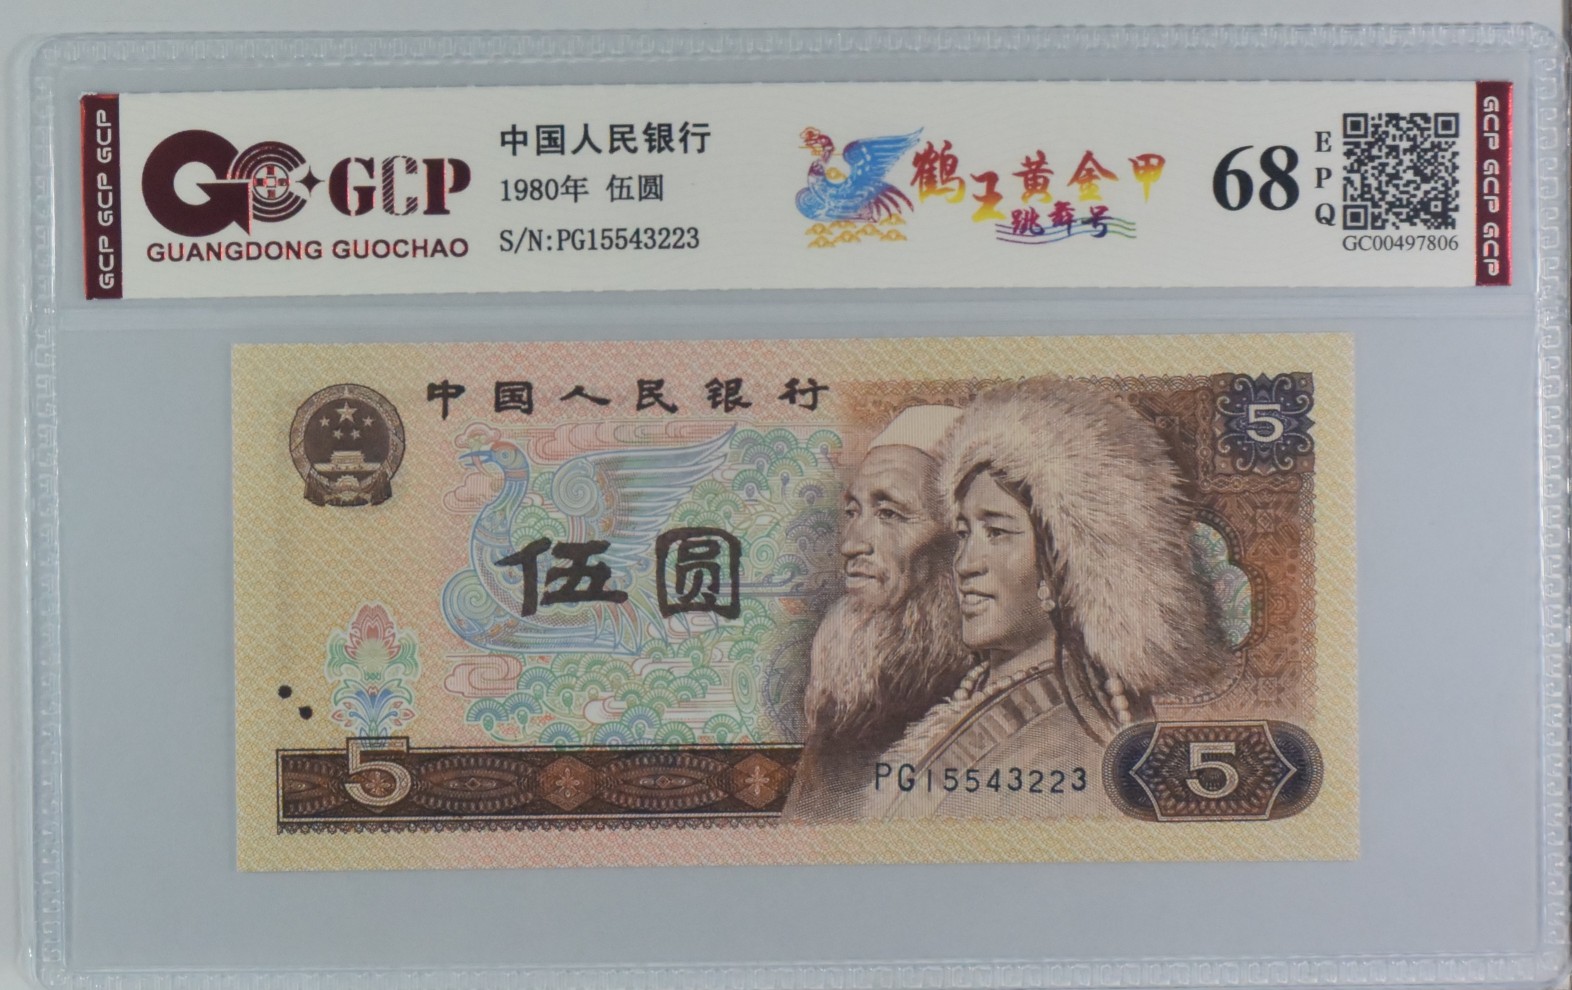 GCP GCP GCP
GCP
GUANGDONG GUOCHAO
中国人民银行
1980年 伍圆
S/N:PG15543223
鹤王黄金甲
跳舞号
68
EPQ
GC00497806
GCP GCP GCP
中国人民银行
5
伍圆
5
PG15543223
5